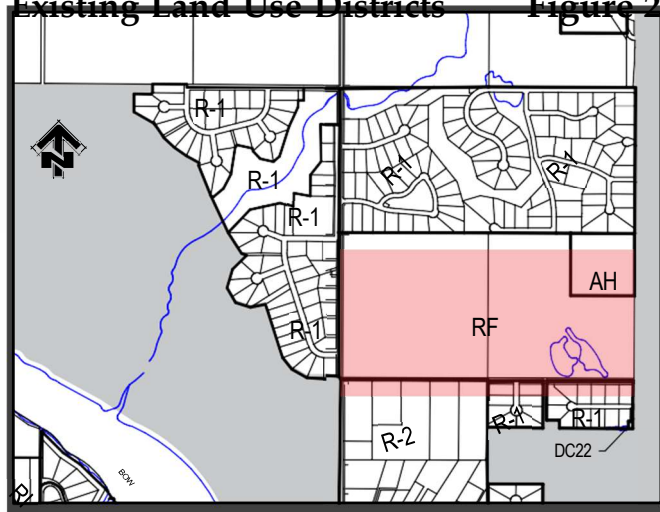 Existing Land Use Districts Figure 2
R-1
N
R-1
R-1
R-1
R-1
R-1
AH
RF
R-1
R-1
R-2
DC22
BOW